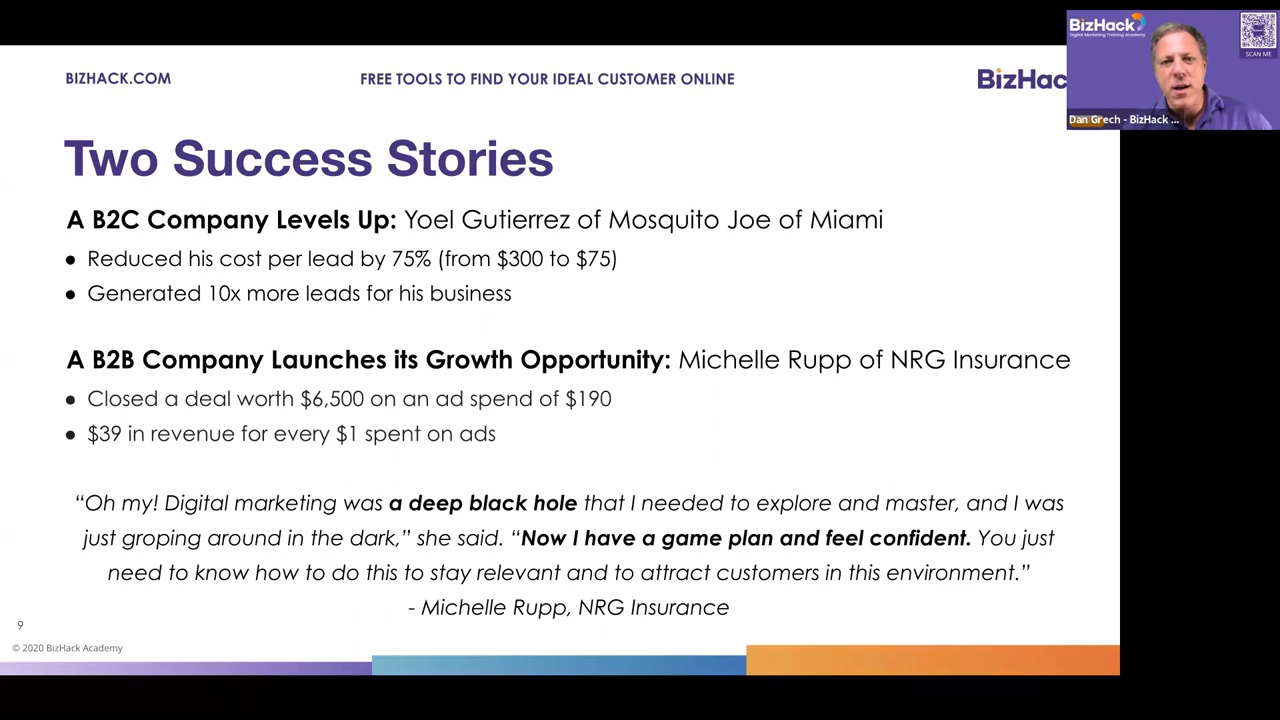 BIZHACK.COM
FREE TOOLS TO FIND YOUR IDEAL CUSTOMER ONLINE
BizHac
BizHack
Digital Marketing Training Academy
SCAN ME
Dan Grech - BizHack ...
Two Success Stories
A B2C Company Levels Up: Yoel Gutierrez of Mosquito Joe of Miami
● Reduced his cost per lead by 75% (from $300 to $75)
● Generated 10x more leads for his business
A B2B Company Launches its Growth Opportunity: Michelle Rupp of NRG Insurance
● Closed a deal worth $6,500 on an ad spend of $190
● $39 in revenue for every $1 spent on ads
“Oh my! Digital marketing was a deep black hole that I needed to explore and master, and I was
just groping around in the dark,” she said. “Now I have a game plan and feel confident. You just
need to know how to do this to stay relevant and to attract customers in this environment.”
- Michelle Rupp, NRG Insurance
9
© 2020 BizHack Academy